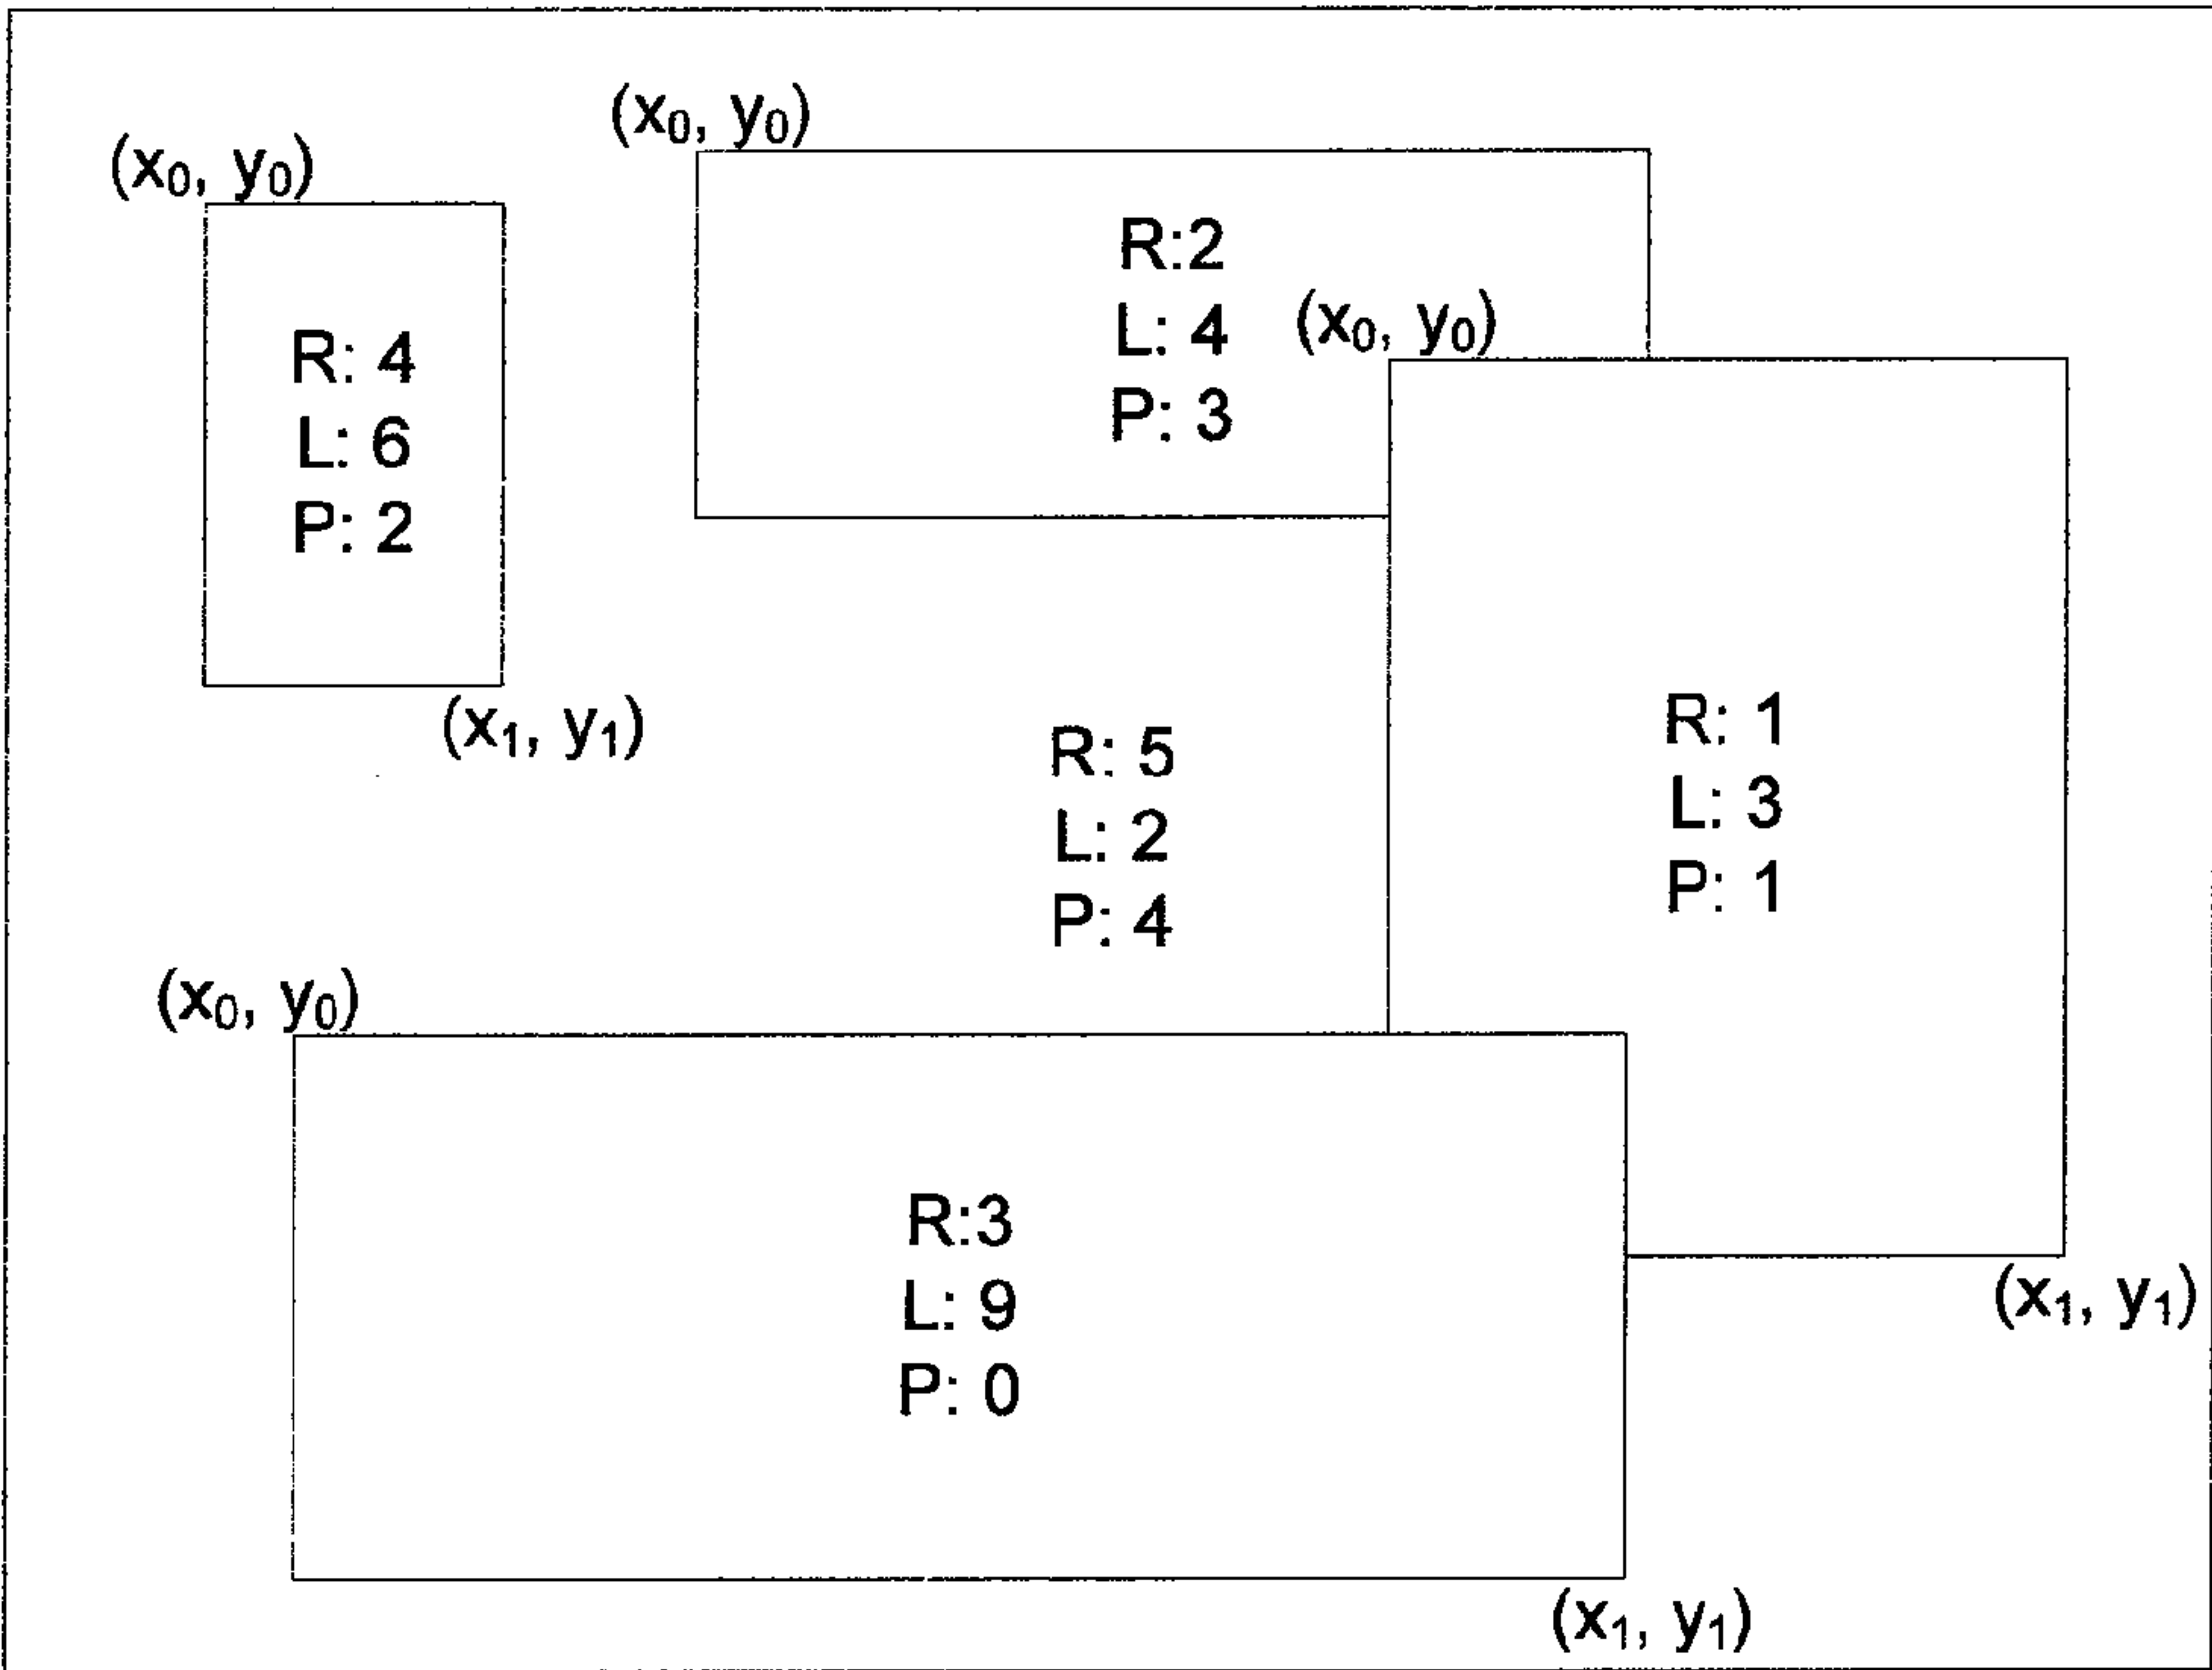 (x₀, y₀)
R: 4
L: 6
P: 2
(x₁, y₁)
(x₀, y₀)
R:2
L: 4
P: 3
(x₀, y₀)
R: 1
L: 3
P: 1
(x₁, y₁)
R: 5
L: 2
P: 4
(x₀, y₀)
R:3
L: 9
P: 0
(x₁, y₁)